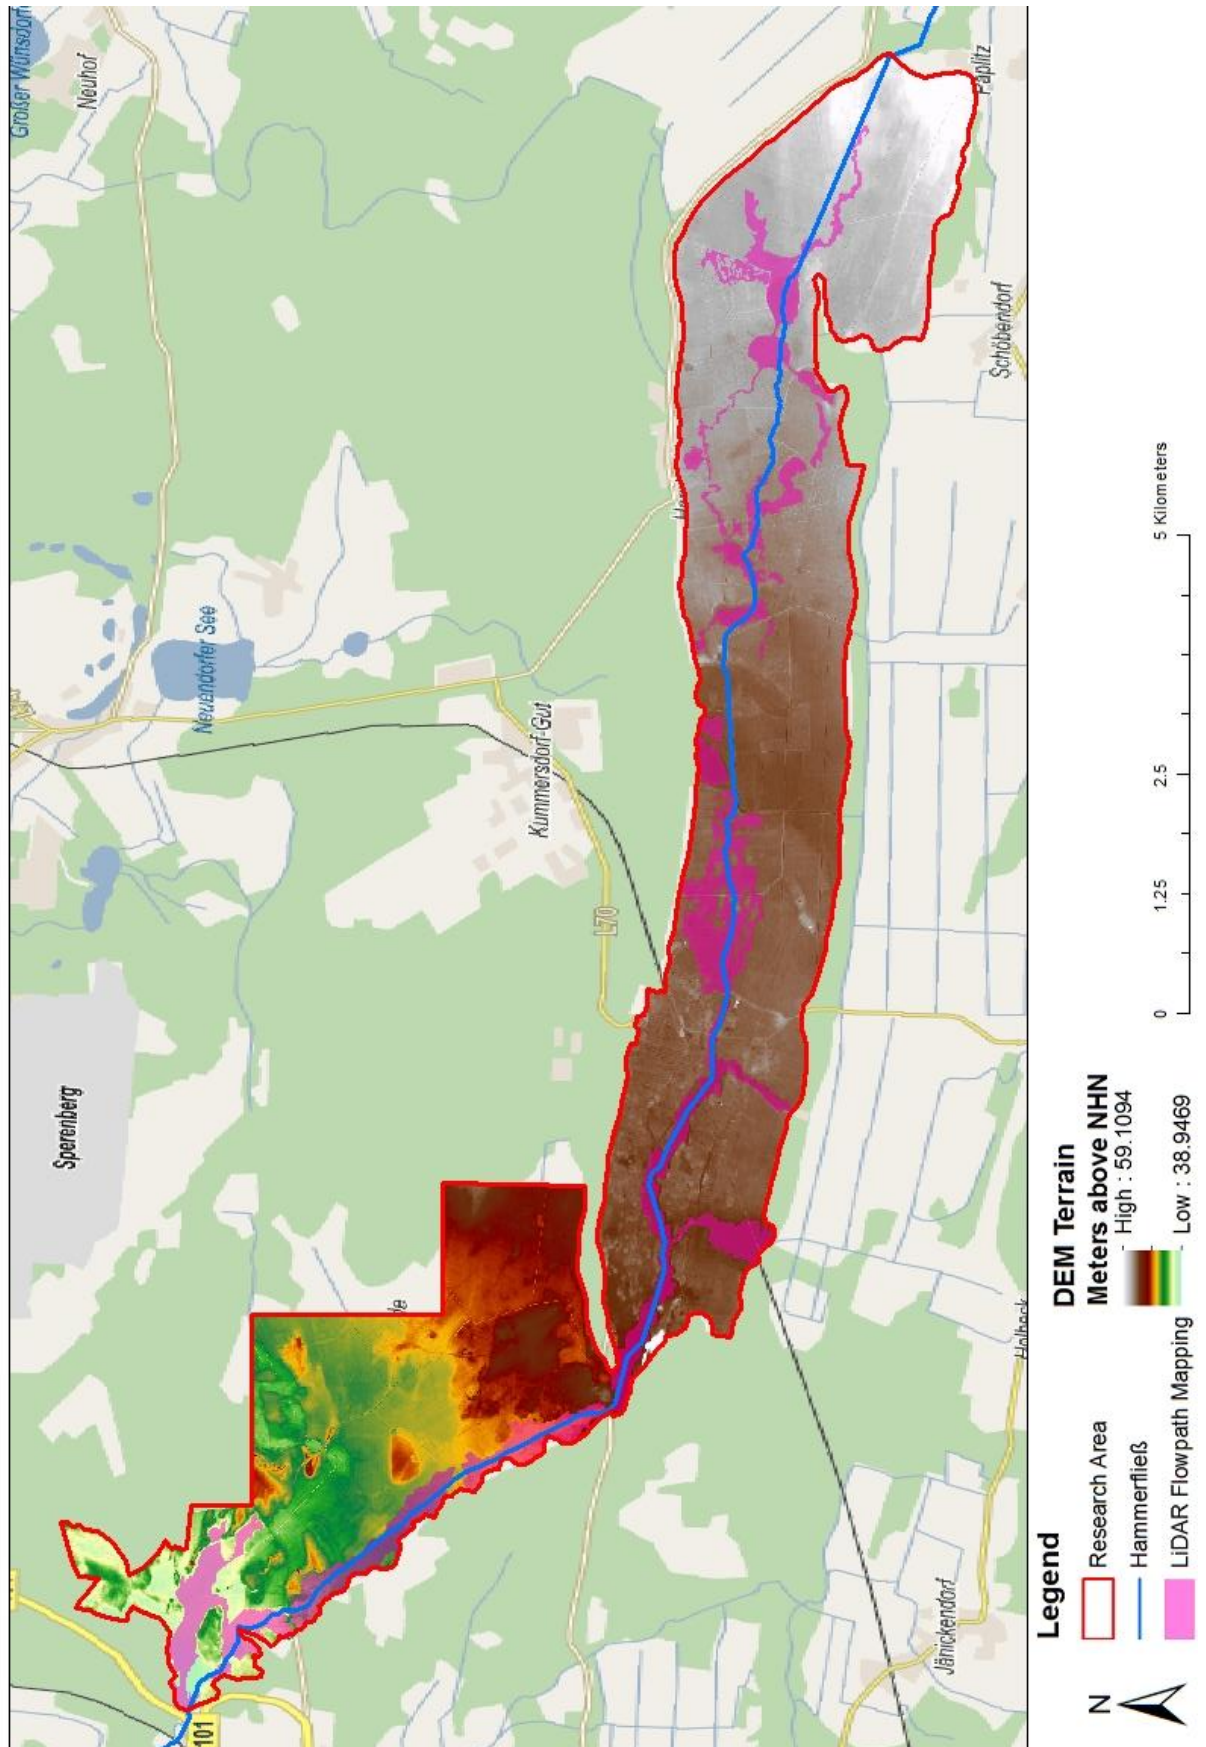 Großer Wünsdorf
Sperenberg
Neuhof
101
Neuendorfer See
Kummersdorf-Gut
L70
Jänickendorf
Holbeck
Schöbendorf
Paplitz
Legend
N
Research Area
Hammerfließ
LiDAR Flowpath Mapping
DEM Terrain
Meters above NHN
High : 59.1094
Low : 38.9469
0 1.25 2.5 5 Kilometers